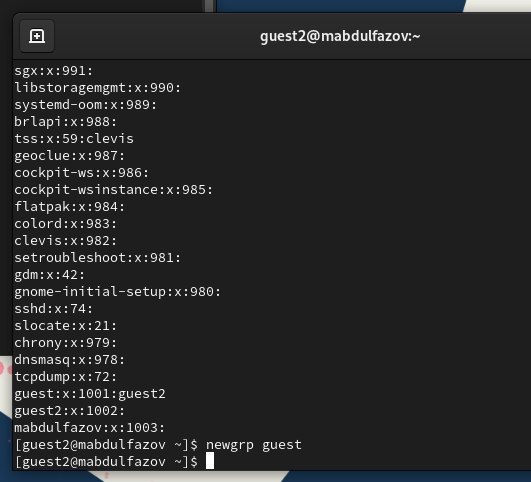 guest2@mabdulfazov:~
sgx:x:991:
libstoragemgmt:x:990:
systemd-oom:x:989:
brlapi:x:988:
tss:x:59:clevis
geoclue:x:987:
cockpit-ws:x:986:
cockpit-wsinstance:x:985:
flatpak:x:984:
colord:x:983:
clevis:x:982:
setroubleshoot:x:981:
gdm:x:42:
gnome-initial-setup:x:980:
sshd:x:74:
slocate:x:21:
chrony:x:979:
dnsmasq:x:978:
tcpdump:x:72:
guest:x:1001:guest2
guest2:x:1002:
mabdulfazov:x:1003:
[guest2@mabdulfazov ~]$ newgrp guest
[guest2@mabdulfazov ~]$